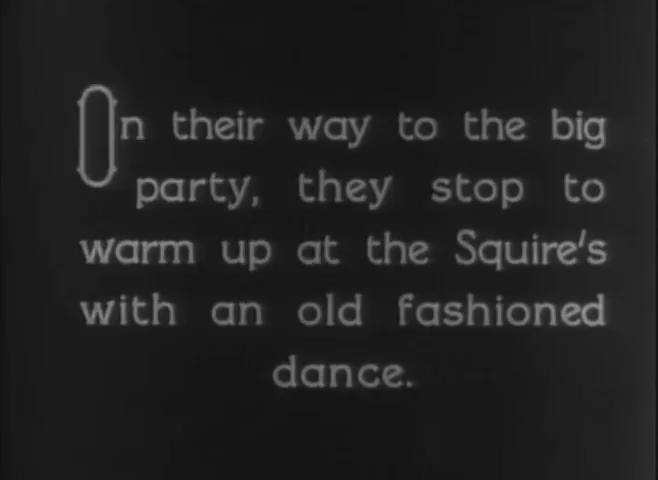 On their way to the big
party, they stop to
warm up at the Squire's
with an old fashioned
dance.